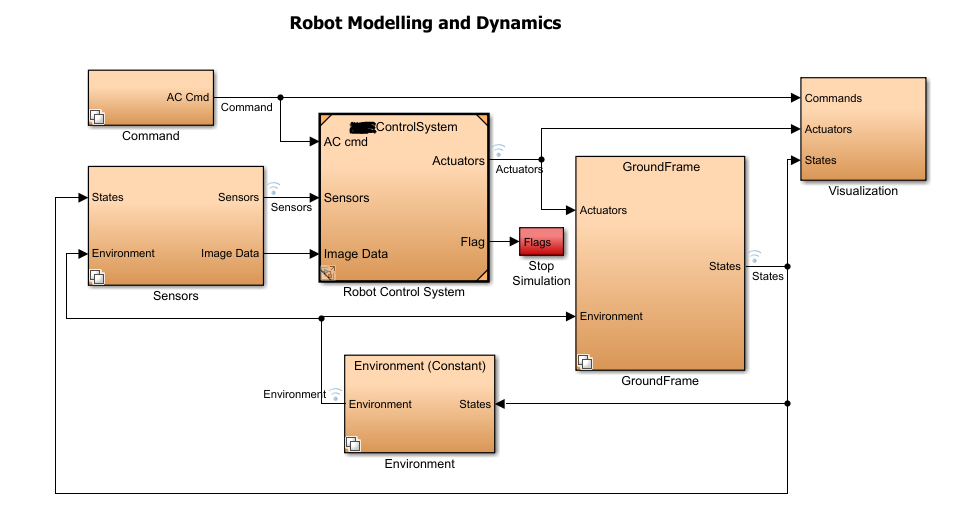 Robot Modelling and Dynamics
AC Cmd
Command
Command
ControlSystem
AC cmd
Actuators
Sensors
Flag
Image Data
Robot Control System
States
Sensors
Environment
Image Data
Sensors
Sensors
Actuators
Flags
Stop
Simulation
GroundFrame
Actuators
States
Environment
GroundFrame
States
Commands
Actuators
States
Visualization
Environment (Constant)
Environment
States
Environment
Environment